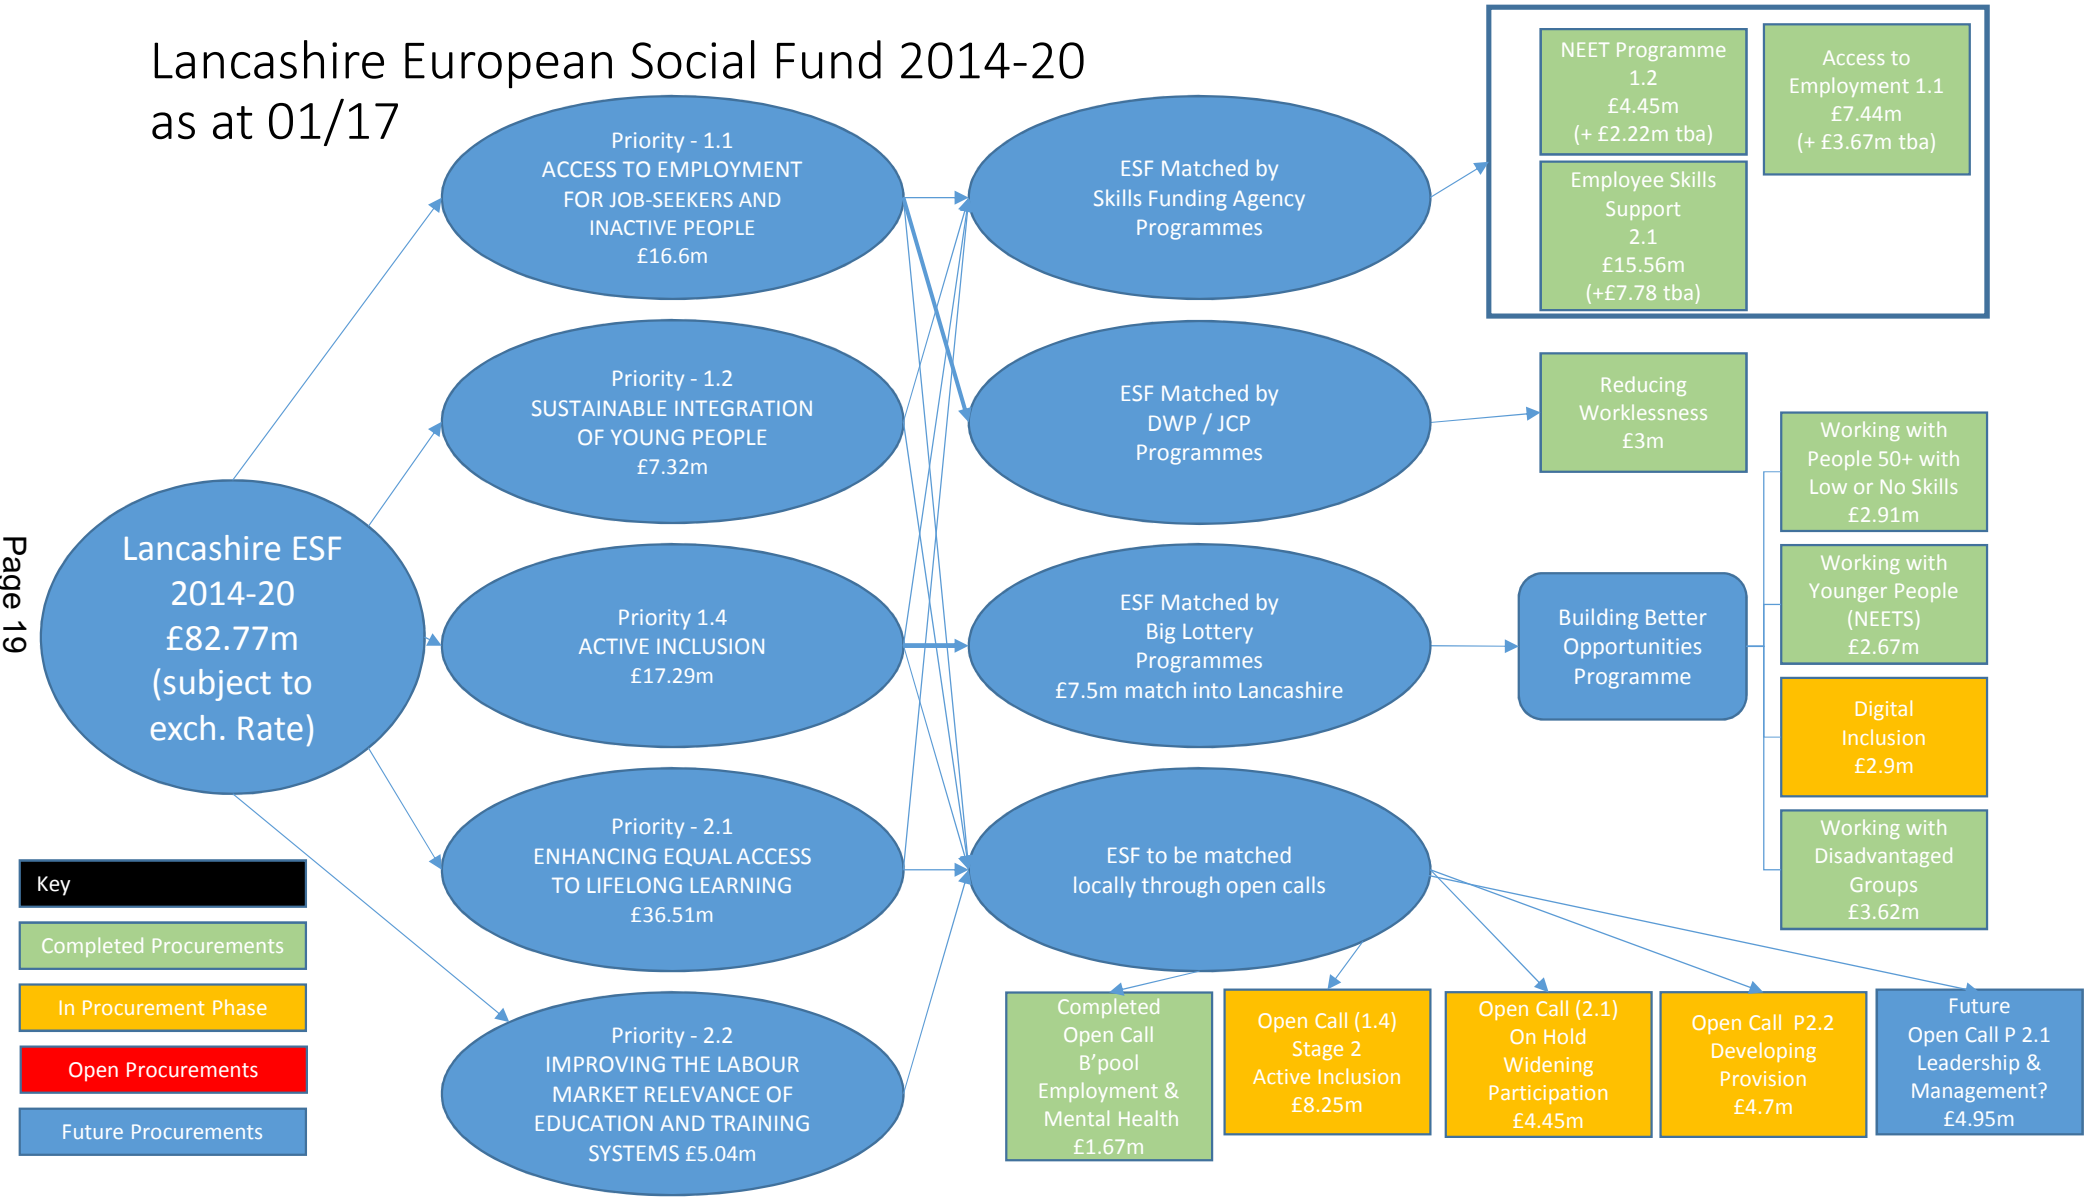 Lancashire European Social Fund 2014-20
as at 01/17
Page 19
Lancashire ESF
2014-20
£82.77m
(subject to
exch. Rate)
Priority - 1.1
ACCESS TO EMPLOYMENT
FOR JOB-SEEKERS AND
INACTIVE PEOPLE
£16.6m
Priority - 1.2
SUSTAINABLE INTEGRATION
OF YOUNG PEOPLE
£7.32m
Priority 1.4
ACTIVE INCLUSION
£17.29m
Priority - 2.1
ENHANCING EQUAL ACCESS
TO LIFELONG LEARNING
£36.51m
Priority - 2.2
IMPROVING THE LABOUR
MARKET RELEVANCE OF
EDUCATION AND TRAINING
SYSTEMS £5.04m
ESF Matched by
Skills Funding Agency
Programmes
ESF Matched by
DWP / JCP
Programmes
ESF Matched by
Big Lottery
Programmes
£7.5m match into Lancashire
ESF to be matched
locally through open calls
NEET Programme
1.2
£4.45m
(+ £2.22m tba)
Access to
Employment 1.1
£7.44m
(+ £3.67m tba)
Employee Skills
Support
2.1
£15.56m
(+£7.78 tba)
Reducing
Worklessness
£3m
Building Better
Opportunities
Programme
Working with
People 50+ with
Low or No Skills
£2.91m
Working with
Younger People
(NEETS)
£2.67m
Digital
Inclusion
£2.9m
Working with
Disadvantaged
Groups
£3.62m
Completed
Open Call
B’pool
Employment &
Mental Health
£1.67m
Open Call (1.4)
Stage 2
Active Inclusion
£8.25m
Open Call (2.1)
On Hold
Widening
Participation
£4.45m
Open Call P2.2
Developing
Provision
£4.7m
Future
Open Call P 2.1
Leadership &
Management?
£4.95m
Key
Completed Procurements
In Procurement Phase
Open Procurements
Future Procurements